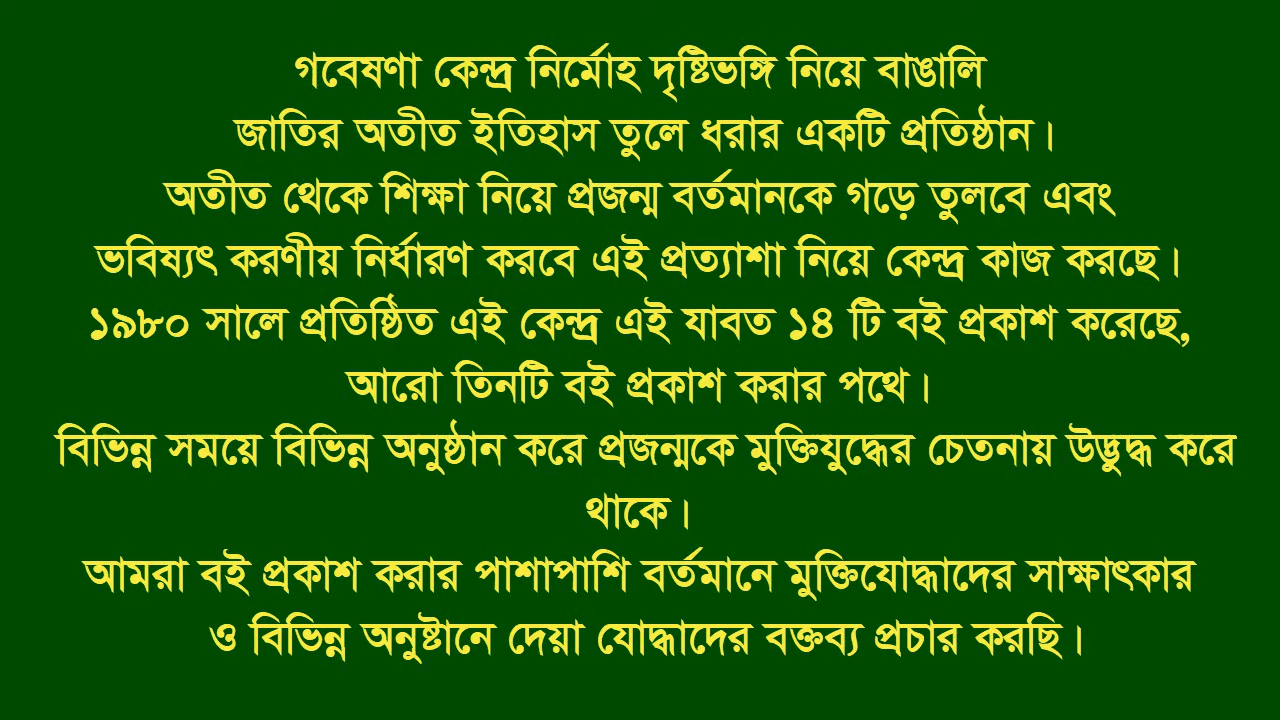 গবেষণা কেন্দ্র নির্মোহ দৃষ্টিভঙ্গি নিয়ে বাঙালি
জাতির অতীত ইতিহাস তুলে ধরার একটি প্রতিষ্ঠান।
অতীত থেকে শিক্ষা নিয়ে প্রজন্ম বর্তমানকে গড়ে তুলবে এবং
ভবিষ্যৎ করণীয় নির্ধারণ করবে এই প্রত্যাশা নিয়ে কেন্দ্র কাজ করছে।
১৯৮০ সালে প্রতিষ্ঠিত এই কেন্দ্র এই যাবত ১৪ টি বই প্রকাশ করেছে,
আরো তিনটি বই প্রকাশ করার পথে।
বিভিন্ন সময়ে বিভিন্ন অনুষ্ঠান করে প্রজন্মকে মুক্তিযুদ্ধের চেতনায় উদ্ভুদ্ধ করে
থাকে।
আমরা বই প্রকাশ করার পাশাপাশি বর্তমানে মুক্তিযোদ্ধাদের সাক্ষাৎকার
ও বিভিন্ন অনুষ্টানে দেয়া যোদ্ধাদের বক্তব্য প্রচার করছি।